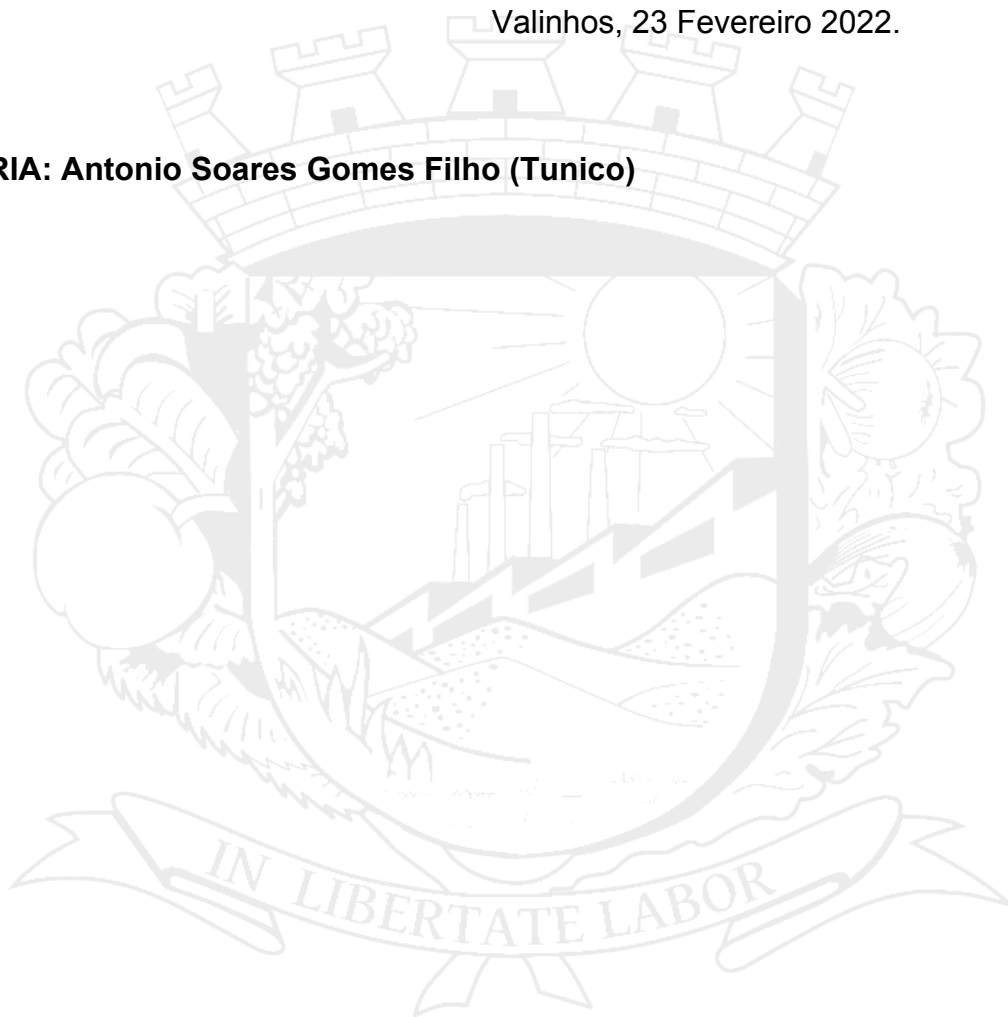 Valinhos, 23 Fevereiro 2022.
RIA: Antonio Soares Gomes Filho (Tunico)
IN LIBERTATE LABOR